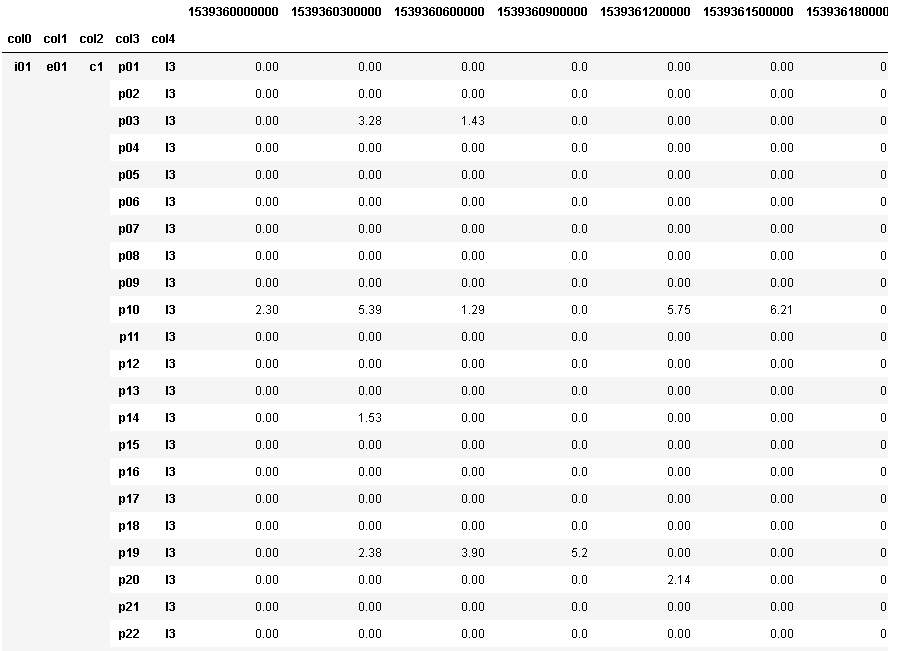 1539360000000 1539360300000 1539360600000 1539360900000 1539361200000 1539361500000 153936180000
col0 col1 col2 col3 col4
i01 e01 c1 p01 l3 0.00 0.00 0.00 0.0 0.00 0.00 0
p02 l3 0.00 0.00 0.00 0.0 0.00 0.00 0
p03 l3 0.00 3.28 1.43 0.0 0.00 0.00 0
p04 l3 0.00 0.00 0.00 0.0 0.00 0.00 0
p05 l3 0.00 0.00 0.00 0.0 0.00 0.00 0
p06 l3 0.00 0.00 0.00 0.0 0.00 0.00 0
p07 l3 0.00 0.00 0.00 0.0 0.00 0.00 0
p08 l3 0.00 0.00 0.00 0.0 0.00 0.00 0
p09 l3 0.00 0.00 0.00 0.0 0.00 0.00 0
p10 l3 2.30 5.39 1.29 0.0 5.75 6.21 0
p11 l3 0.00 0.00 0.00 0.0 0.00 0.00 0
p12 l3 0.00 0.00 0.00 0.0 0.00 0.00 0
p13 l3 0.00 0.00 0.00 0.0 0.00 0.00 0
p14 l3 0.00 1.53 0.00 0.0 0.00 0.00 0
p15 l3 0.00 0.00 0.00 0.0 0.00 0.00 0
p16 l3 0.00 0.00 0.00 0.0 0.00 0.00 0
p17 l3 0.00 0.00 0.00 0.0 0.00 0.00 0
p18 l3 0.00 0.00 0.00 0.0 0.00 0.00 0
p19 l3 0.00 2.38 3.90 5.2 0.00 0.00 0
p20 l3 0.00 0.00 0.00 0.0 2.14 0.00 0
p21 l3 0.00 0.00 0.00 0.0 0.00 0.00 0
p22 l3 0.00 0.00 0.00 0.0 0.00 0.00 0